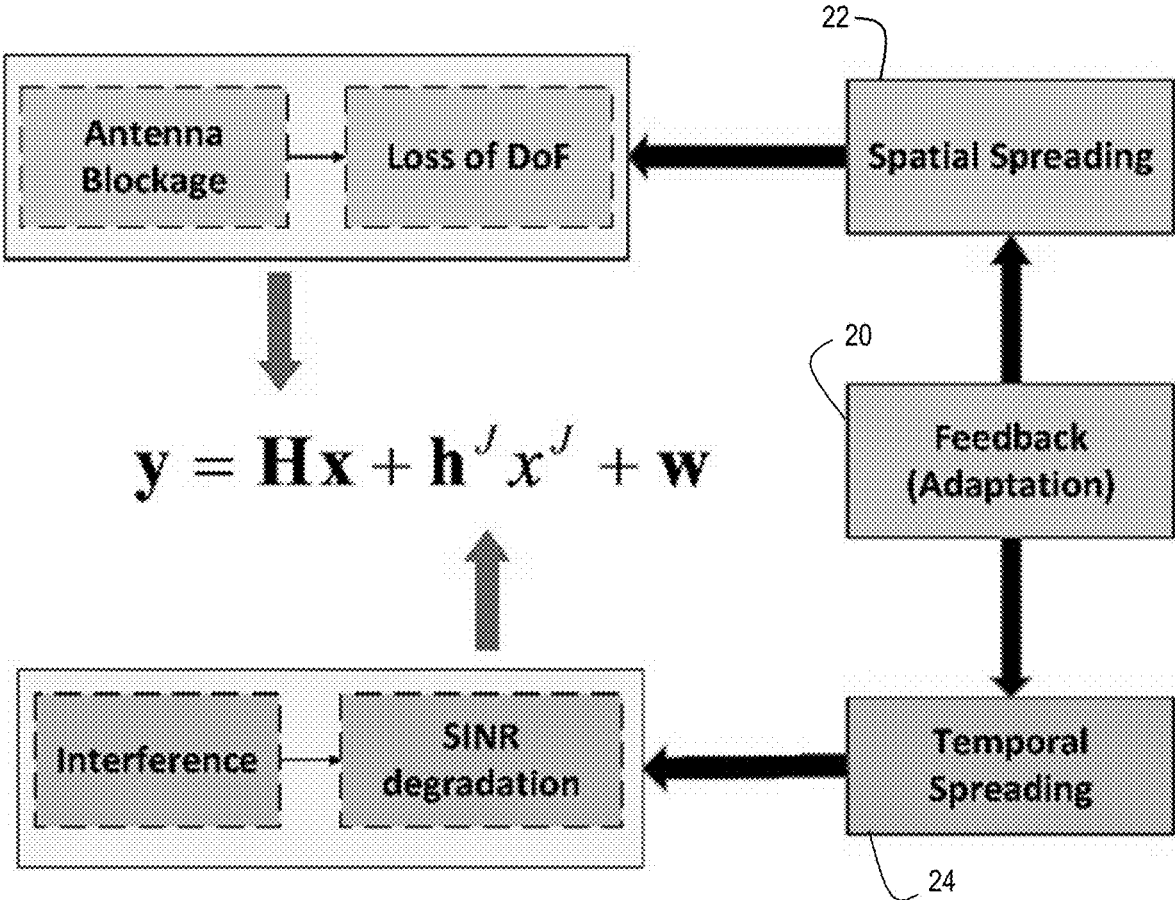 22
Antenna
Blockage
Loss of DoF
Spatial Spreading
20
y = Hx + h^J x^J + w
Feedback
(Adaptation)
Interference
SINR
degradation
Temporal
Spreading
24